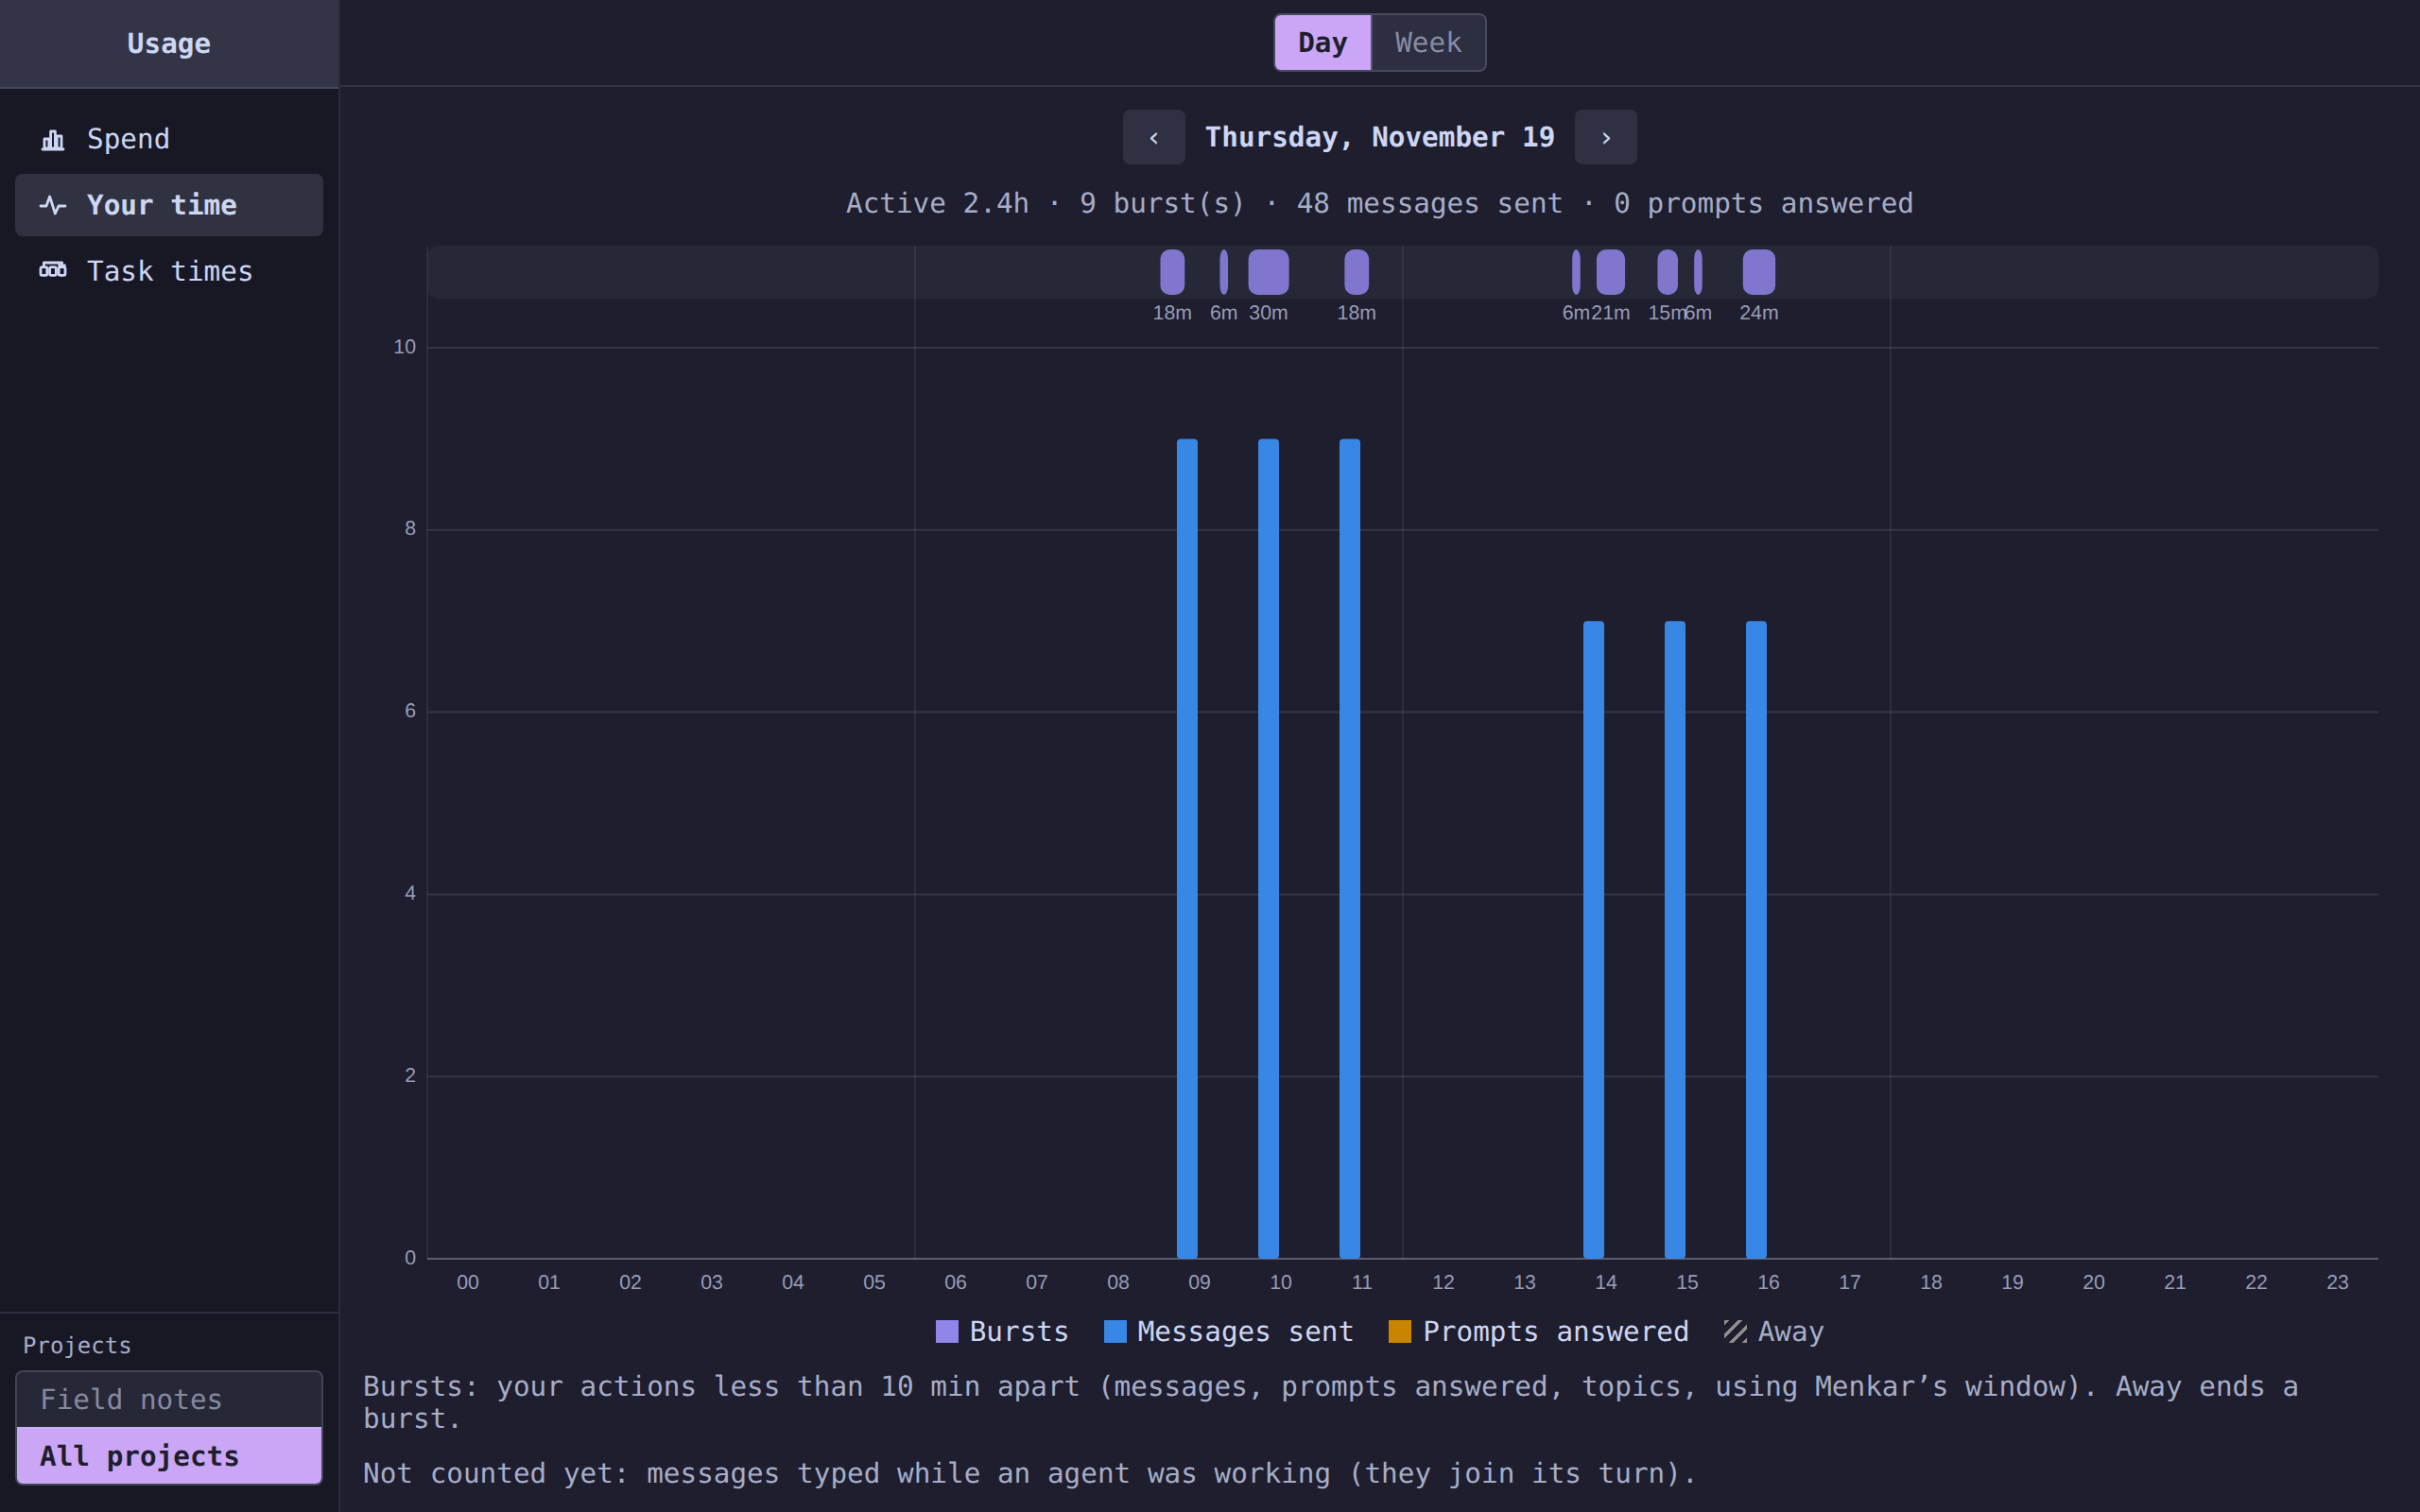 Usage
Day Week
Spend
Your time
Task times
‹ Thursday, November 19 ›
Active 2.4h · 9 burst(s) · 48 messages sent · 0 prompts answered
18m 6m 30m 18m 6m 21m 15m 6m 24m
10
8
6
4
2
0
00 01 02 03 04 05 06 07 08 09 10 11 12 13 14 15 16 17 18 19 20 21 22 23
Bursts Messages sent Prompts answered Away
Bursts: your actions less than 10 min apart (messages, prompts answered, topics, using Menkar’s window). Away ends a
burst.
Not counted yet: messages typed while an agent was working (they join its turn).
Projects
Field notes
All projects